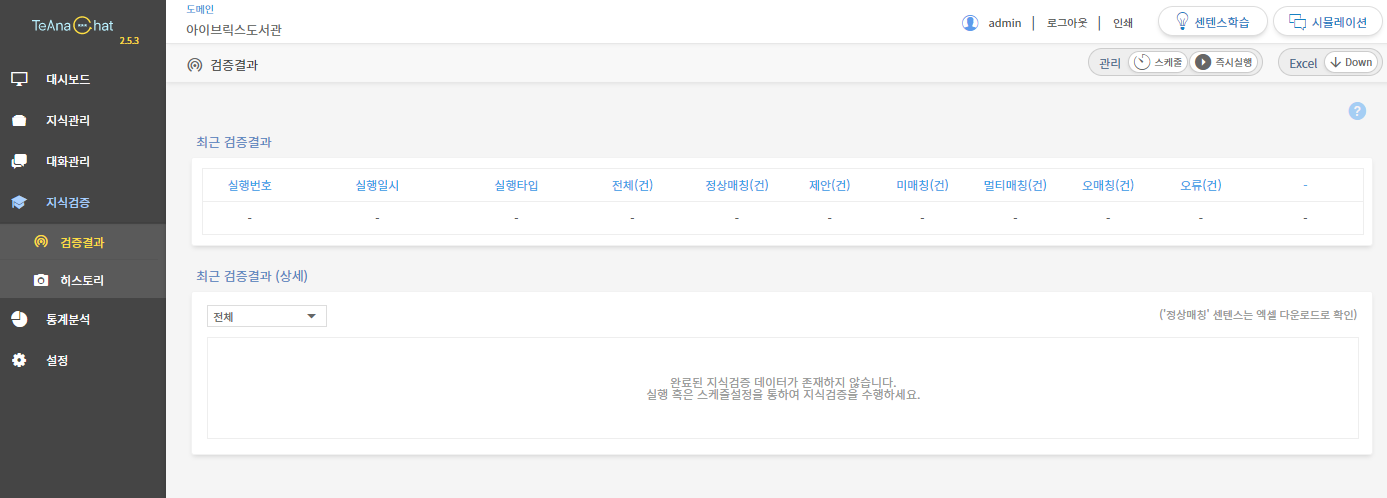 TeAna Chat
2.5.3
도메인
아이브릭스도서관
admin | 로그아웃 | 인쇄
센텐스학습
시뮬레이션
대시보드
지식관리
대화관리
지식검증
검증결과
히스토리
통계분석
설정
검증결과
관리 스케줄 즉시실행
Excel Down
?
최근 검증결과
실행번호 실행일시 실행타입 전체(건) 정상매칭(건) 제안(건) 미매칭(건) 멀티매칭(건) 오매칭(건) 오류(건) -
- - - - - - - - - - -
최근 검증결과 (상세)
전체
('정상매칭' 센텐스는 엑셀 다운로드로 확인)
완료된 지식검증 데이터가 존재하지 않습니다.
실행 혹은 스케줄설정을 통하여 지식검증을 수행하세요.